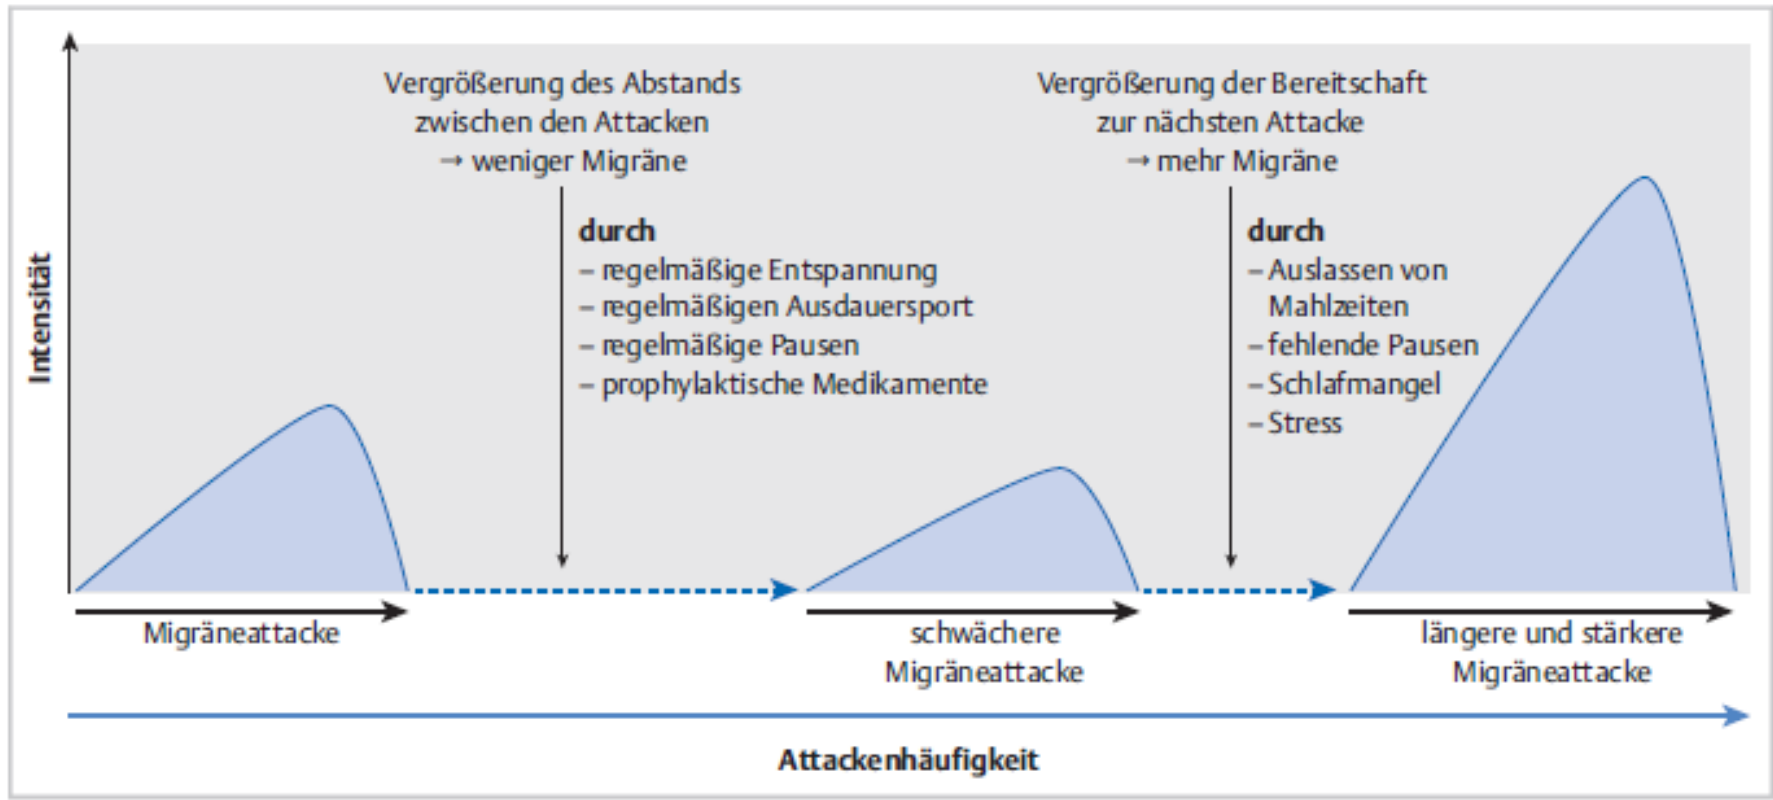 Vergrößerung des Abstands
zwischen den Attacken
→ weniger Migräne
durch
– regelmäßige Entspannung
– regelmäßigen Ausdauersport
– regelmäßige Pausen
– prophylaktische Medikamente
Vergrößerung der Bereitschaft
zur nächsten Attacke
→ mehr Migräne
durch
– Auslassen von
Mahlzeiten
– fehlende Pausen
– Schlafmangel
– Stress
Intensität
Migräneattacke
schwächere
Migräneattacke
längere und stärkere
Migräneattacke
Attackenhäufigkeit